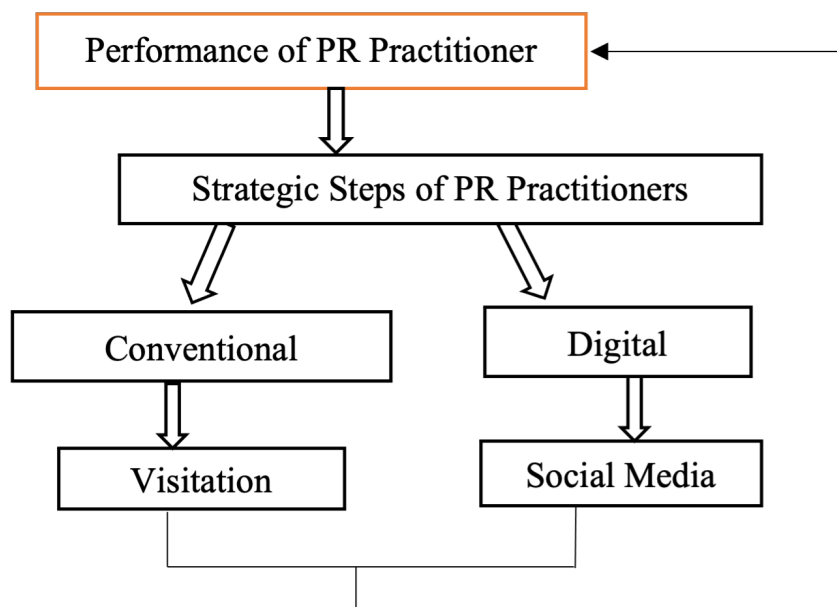 Performance of PR Practitioner
Strategic Steps of PR Practitioners
Conventional
Digital
Visitation
Social Media